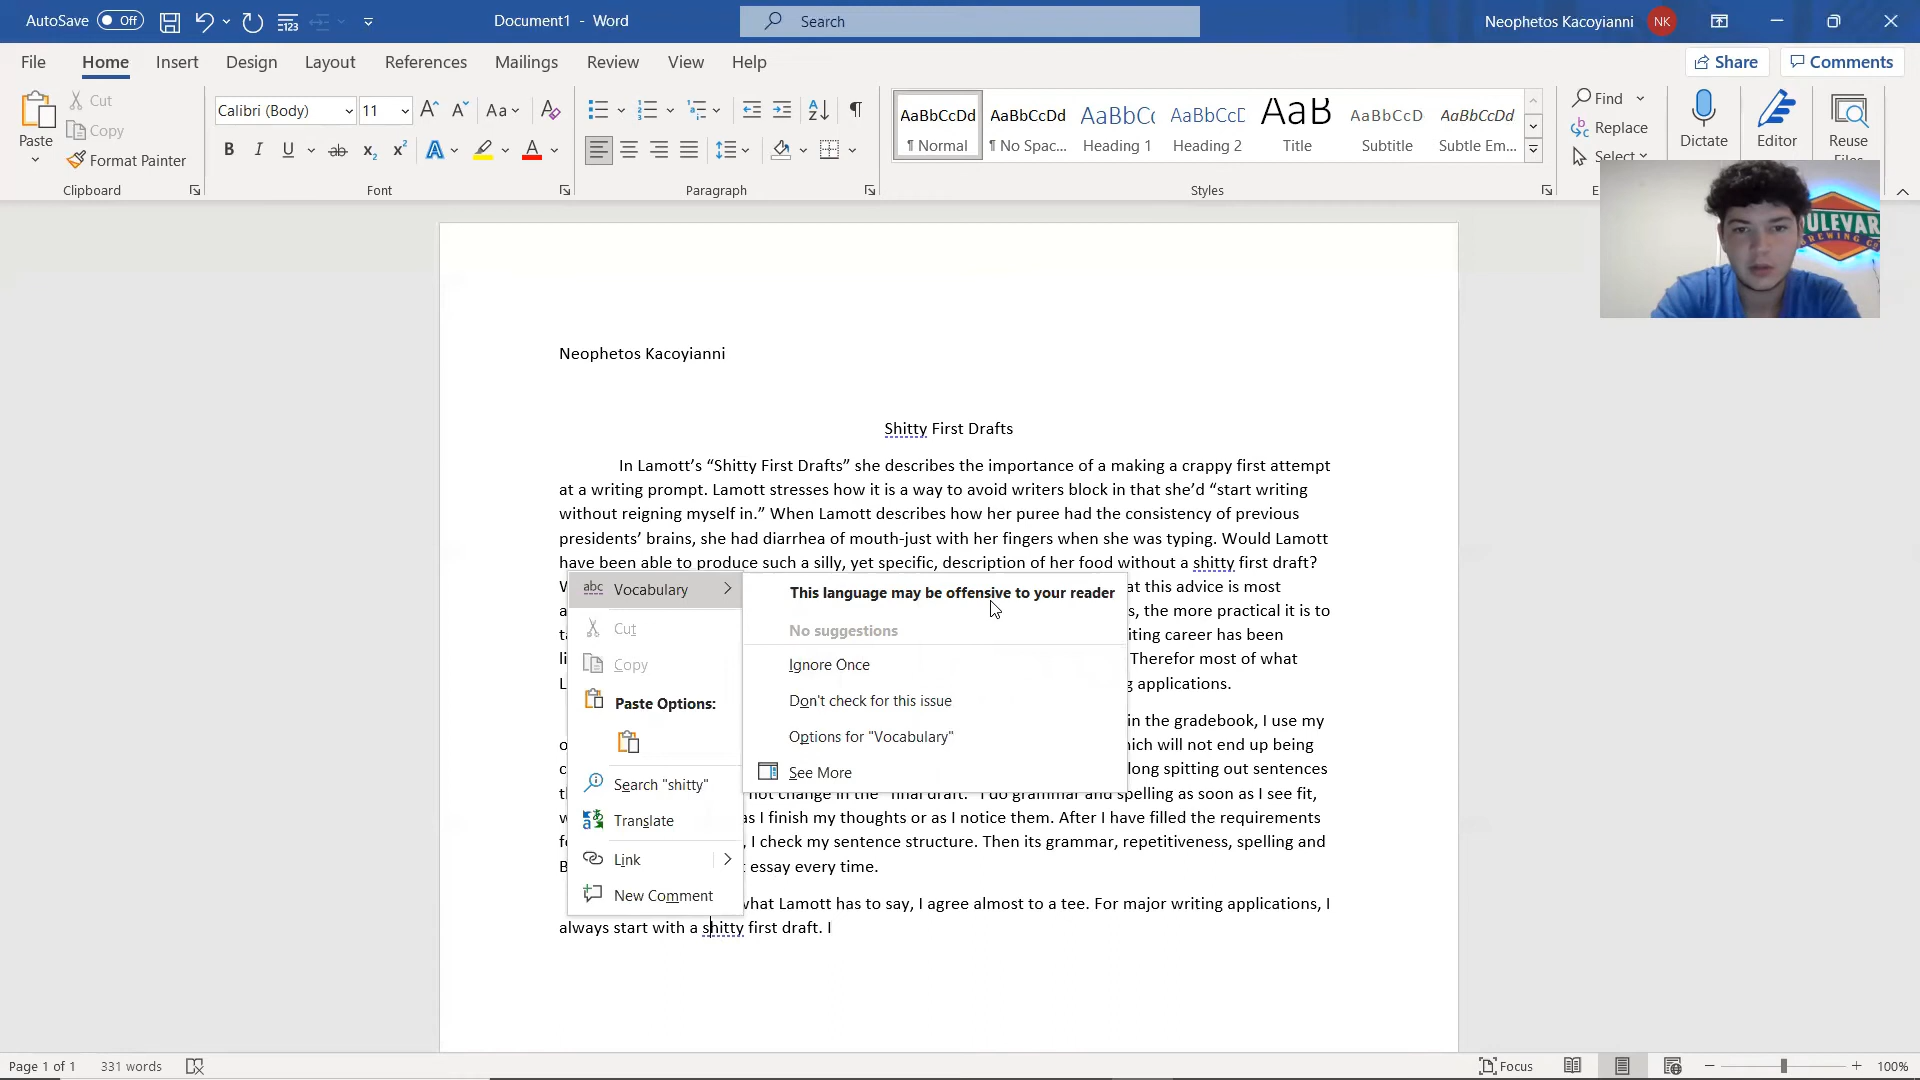 AutoSave Off Document1 - Word Search Neophetos Kacoyianni NK
File Home Insert Design Layout References Mailings Review View Help Share Comments
Paste
Cut
Copy
Format Painter
Clipboard
Calibri (Body) 11
Font
Paragraph
AaBbCcDd AaBbCcDd AaBbC AaBbCcD AaB AaBbCcD AaBbCcDd
¶ Normal ¶ No Spac... Heading 1 Heading 2 Title Subtitle Subtle Em...
Styles
Find
Replace
Select
Dictate
Editor
Reuse
Files
ULEVAR
BREWING CO
Neophetos Kacoyianni
Shitty First Drafts
In Lamott’s “Shitty First Drafts” she describes the importance of a making a crappy first attempt
at a writing prompt. Lamott stresses how it is a way to avoid writers block in that she’d “start writing
without reigning myself in.” When Lamott describes how her puree had the consistency of previous
presidents’ brains, she had diarrhea of mouth-just with her fingers when she was typing. Would Lamott
have been able to produce such a silly, yet specific, description of her food without a shitty first draft?
at this advice is most
s, the more practical it is to
iting career has been
Therefor most of what
g applications.
in the gradebook, I use my
ich will not end up being
long spitting out sentences
not change in the “final draft.” I do grammar and spelling as soon as I see fit,
as I finish my thoughts or as I notice them. After I have filled the requirements
, I check my sentence structure. Then its grammar, repetitiveness, spelling and
essay every time.
what Lamott has to say, I agree almost to a tee. For major writing applications, I
always start with a shitty first draft. I
abc Vocabulary
Cut
Copy
Paste Options:
Search "shitty"
Translate
Link
New Comment
This language may be offensive to your reader
No suggestions
Ignore Once
Don't check for this issue
Options for "Vocabulary"
See More
Page 1 of 1 331 words Focus 100%